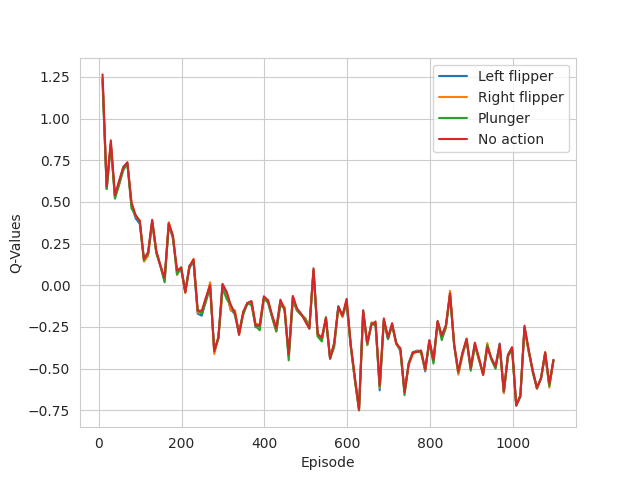 1.25
1.00
0.75
0.50
0.25
0.00
−0.25
−0.50
−0.75
Q-Values
0
200
400
600
800
1000
Episode
Left flipper
Right flipper
Plunger
No action